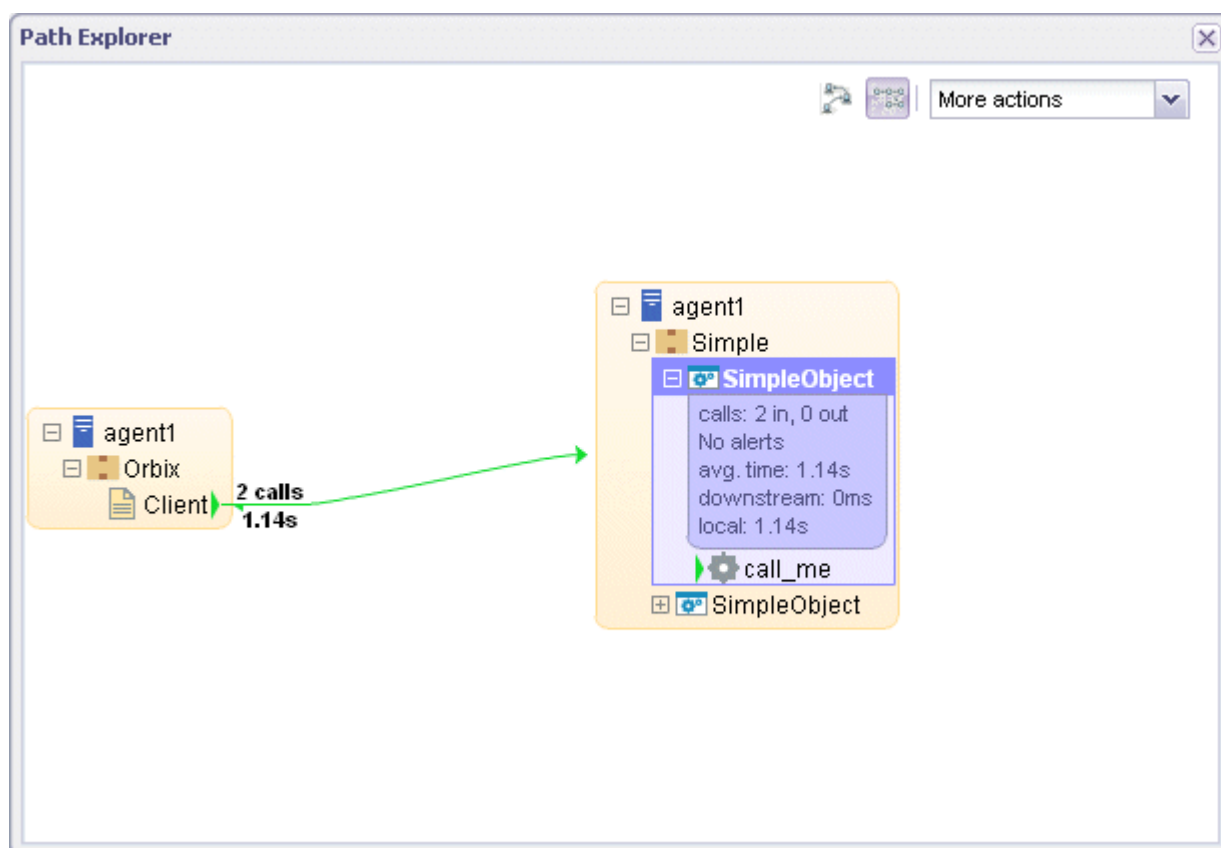 Path Explorer
More actions
agent1
Orbix
Client
2 calls
1.14s
agent1
Simple
SimpleObject
calls: 2 in, 0 out
No alerts
avg. time: 1.14s
downstream: 0ms
local: 1.14s
call_me
SimpleObject